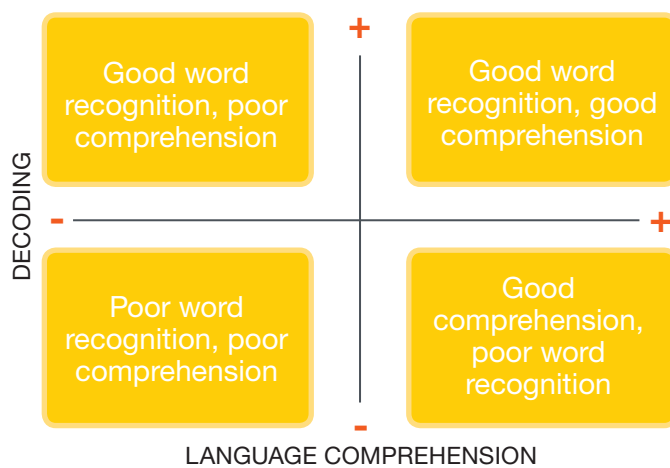 +
Good word
recognition, poor
comprehension
Good word
recognition, good
comprehension
DECODING
-
+
Poor word
recognition, poor
comprehension
Good
comprehension,
poor word
recognition
-
LANGUAGE COMPREHENSION